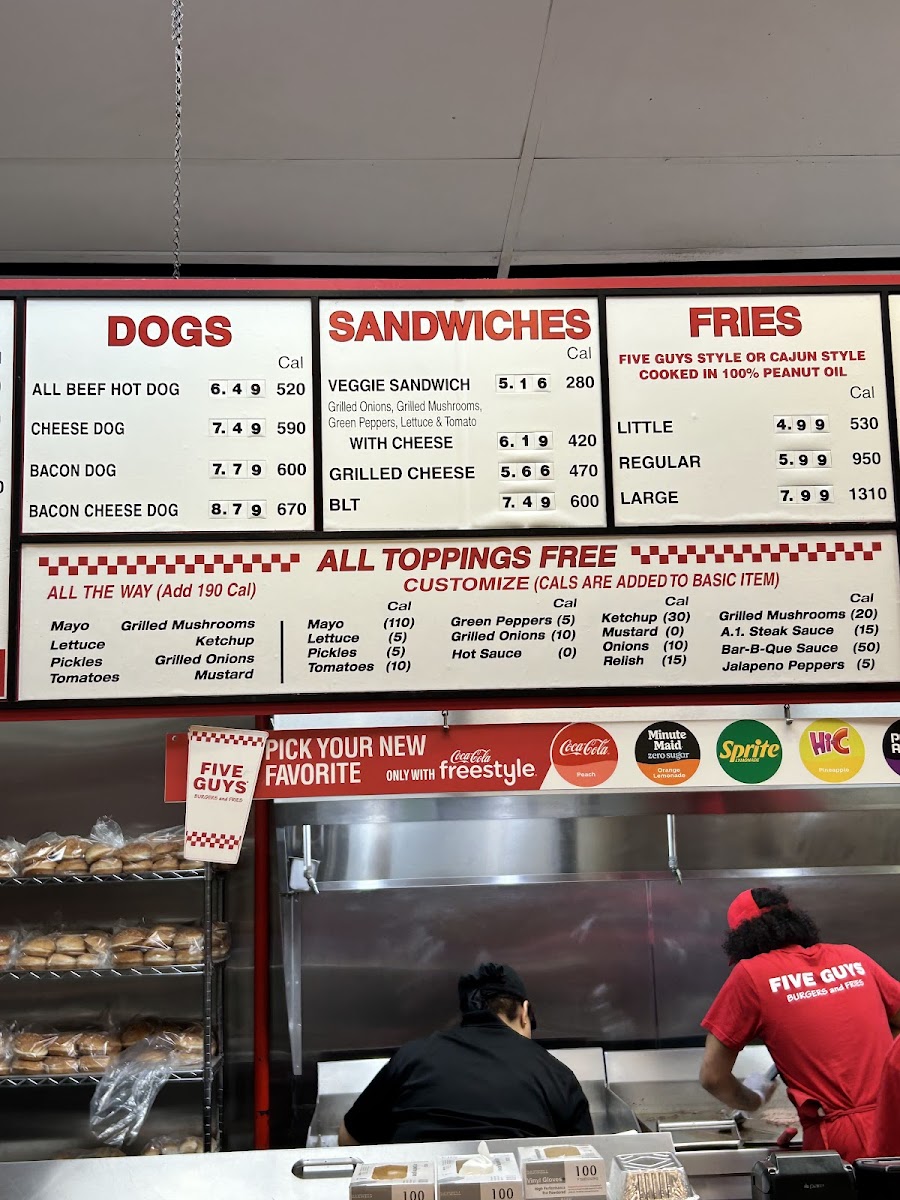 DOGS
Cal
ALL BEEF HOT DOG 6.49 520
CHEESE DOG 7.49 590
BACON DOG 7.79 600
BACON CHEESE DOG 8.79 670
SANDWICHES
Cal
VEGGIE SANDWICH 5.16 280
Grilled Onions, Grilled Mushrooms,
Green Peppers, Lettuce & Tomato
WITH CHEESE 6.19 420
GRILLED CHEESE 5.66 470
BLT 7.49 600
FRIES
FIVE GUYS STYLE OR CAJUN STYLE
COOKED IN 100% PEANUT OIL
Cal
LITTLE 4.99 530
REGULAR 5.99 950
LARGE 7.99 1310
ALL TOPPINGS FREE
ALL THE WAY (Add 190 Cal)
Mayo Grilled Mushrooms
Lettuce Ketchup
Pickles Grilled Onions
Tomatoes Mustard
CUSTOMIZE (CALS ARE ADDED TO BASIC ITEM)
Cal
Mayo (110)
Lettuce (5)
Pickles (5)
Tomatoes (10)
Cal
Green Peppers (5)
Grilled Onions (10)
Hot Sauce (0)
Cal
Ketchup (30)
Mustard (0)
Onions (10)
Relish (15)
Cal
Grilled Mushrooms (20)
A.1. Steak Sauce (15)
Bar-B-Que Sauce (50)
Jalapeno Peppers (5)
FIVE
GUYS
BURGERS and FRIES
PICK YOUR NEW
FAVORITE
ONLY WITH
Coca-Cola
freestyle
Coca-Cola
Peach
Minute
Maid
zero sugar
Orange
Lemonade
Sprite
LYMONADE
Hi-C
Pineapple
FIVE GUYS
BURGERS and FRIES
100
100
Vinyl Gloves
100